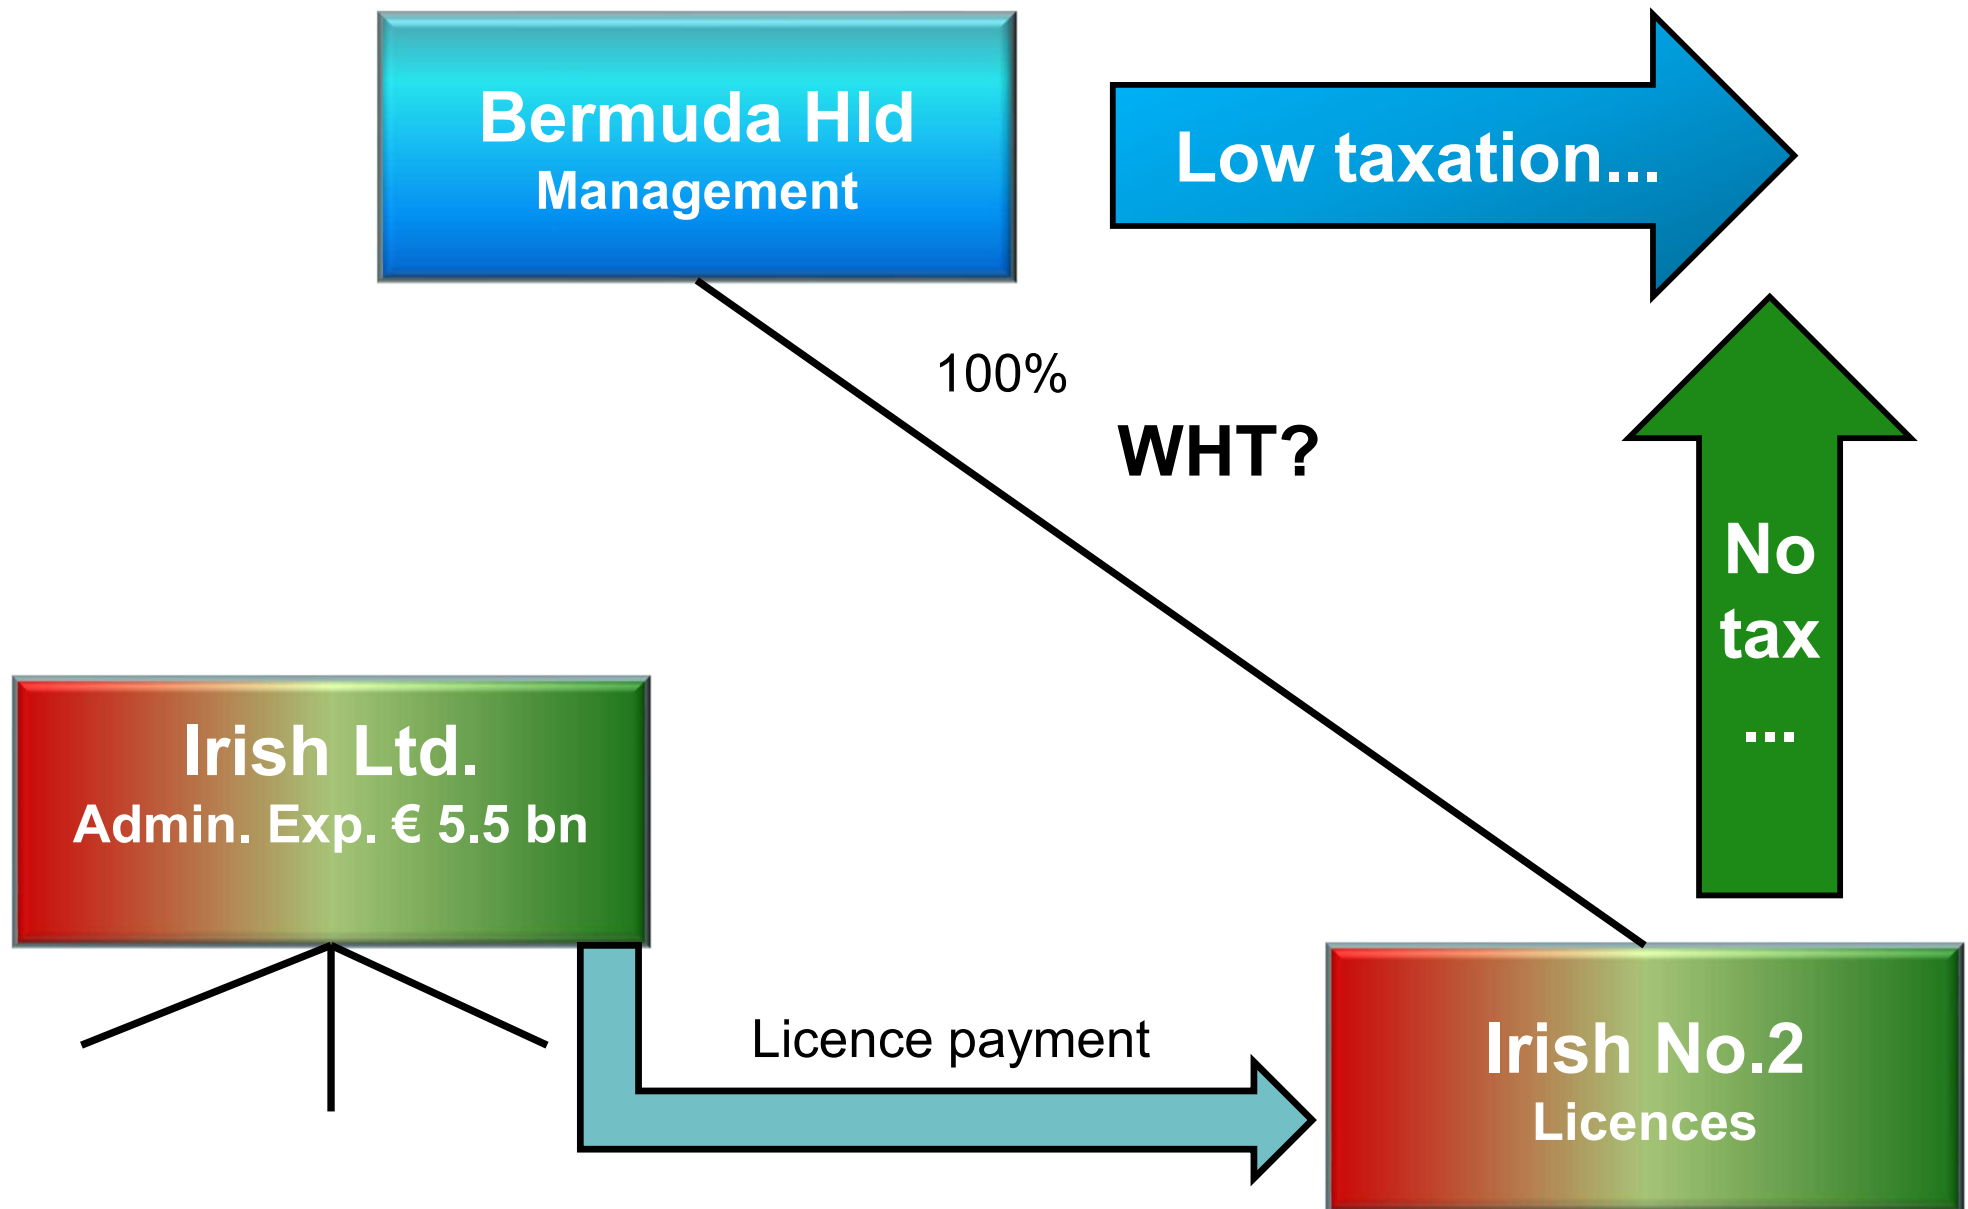 Bermuda Hld
Management
Low taxation...
100%
WHT?
No
tax
...
Irish Ltd.
Admin. Exp. € 5.5 bn
Licence payment
Irish No.2
Licences